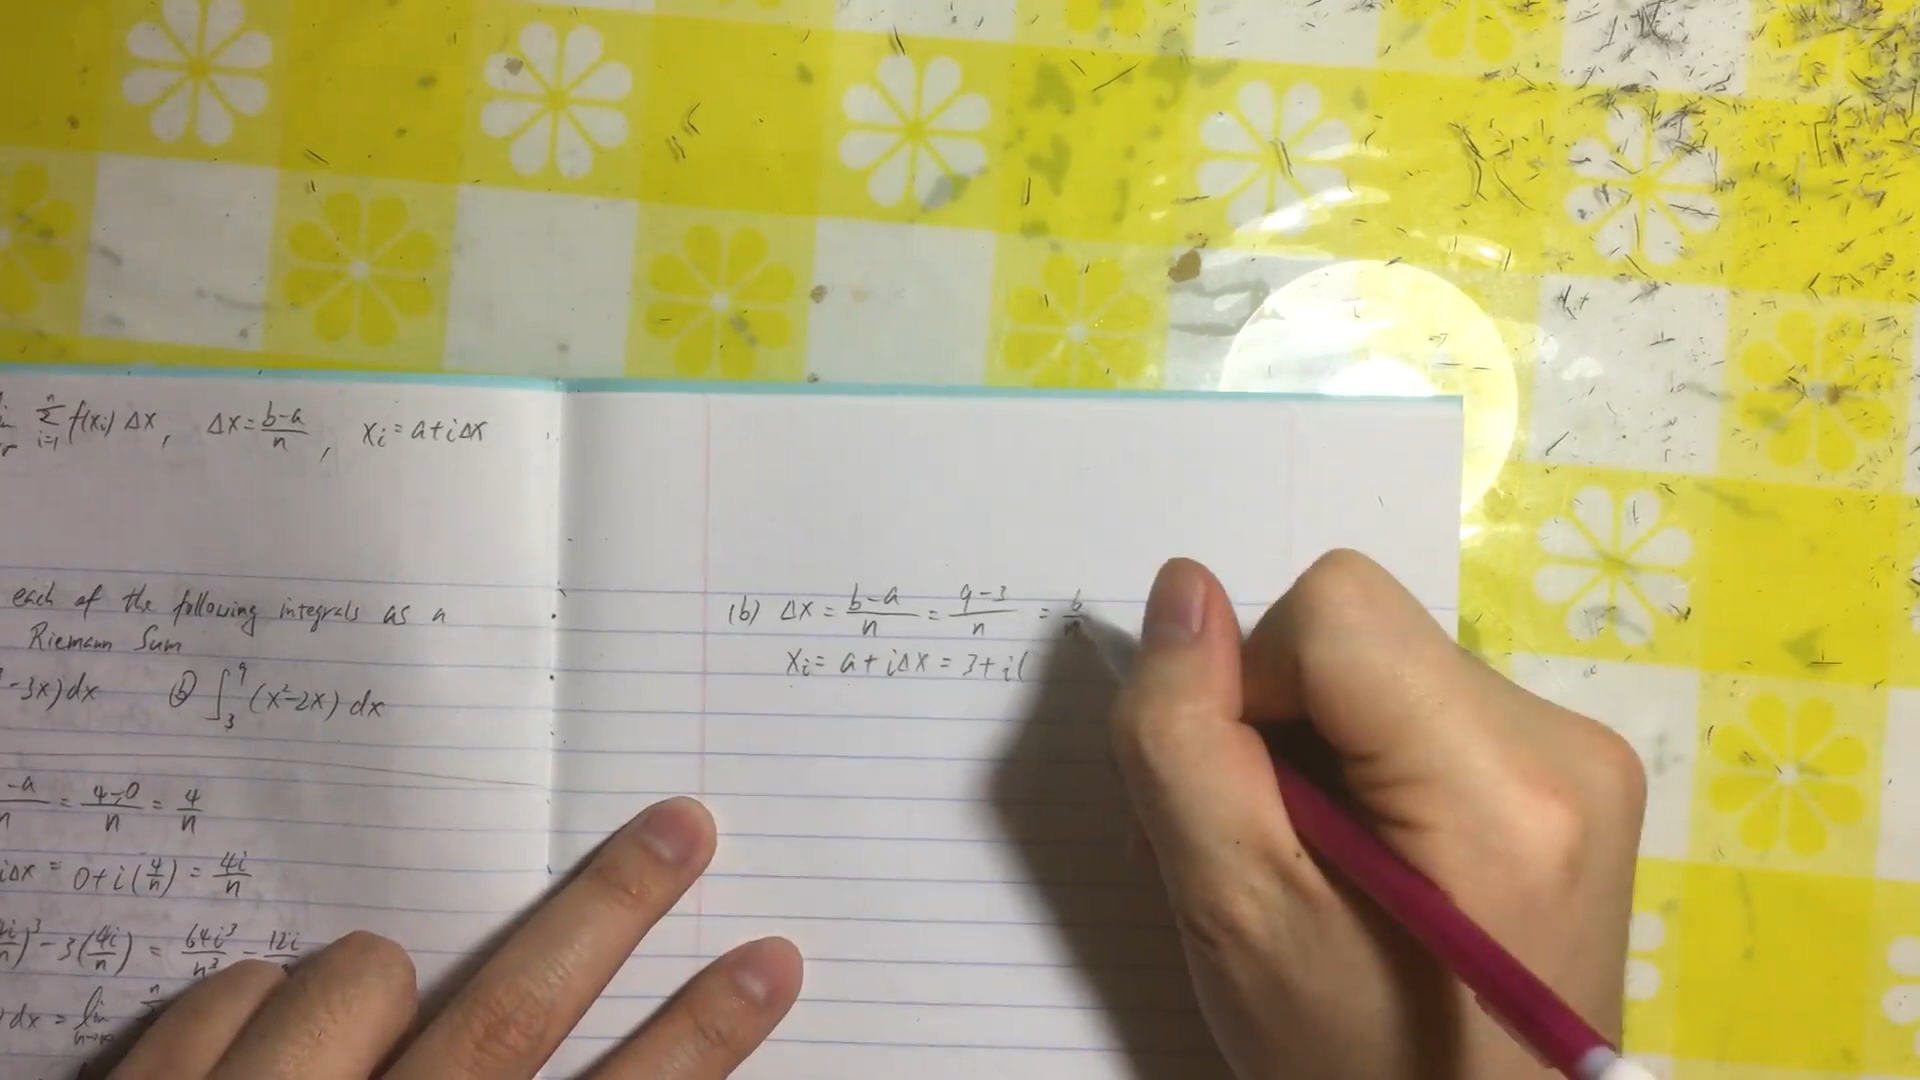 n
Σ f(xi) Δx, Δx = b-a/n, xi = a+iΔx
i=1
each of the following integrals as a
Riemann Sum
-3x)dx ⓑ ∫₃⁹ (x²-2x) dx
-a/n = 4-0/n = 4/n
iΔx = 0+i(4/n) = 4i/n
4i/n)³ - 3(4i/n) = 64i³/n³ - 12i
dx = lim n
n→∞
(b) Δx = b-a/n = 9-3/n = 6/n
xi = a+iΔx = 3+i(